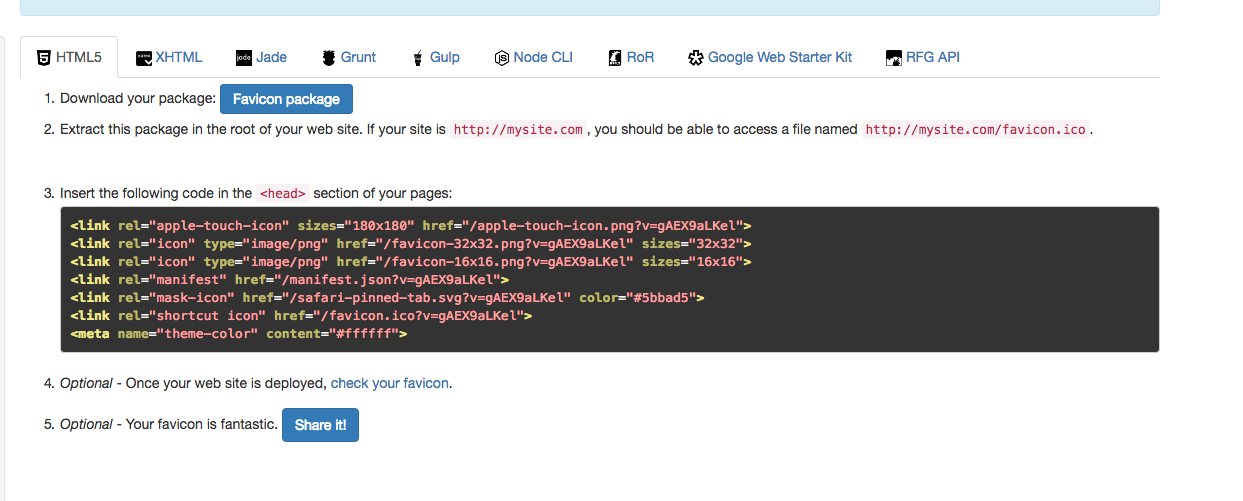 HTML5 XHTML Jade Grunt Gulp Node CLI RoR Google Web Starter Kit RFG API
1. Download your package: Favicon package
2. Extract this package in the root of your web site. If your site is http://mysite.com , you should be able to access a file named http://mysite.com/favicon.ico .
3. Insert the following code in the <head> section of your pages:
<link rel="apple-touch-icon" sizes="180x180" href="/apple-touch-icon.png?v=gAEX9aLKel">
<link rel="icon" type="image/png" href="/favicon-32x32.png?v=gAEX9aLKel" sizes="32x32">
<link rel="icon" type="image/png" href="/favicon-16x16.png?v=gAEX9aLKel" sizes="16x16">
<link rel="manifest" href="/manifest.json?v=gAEX9aLKel">
<link rel="mask-icon" href="/safari-pinned-tab.svg?v=gAEX9aLKel" color="#5bbad5">
<link rel="shortcut icon" href="/favicon.ico?v=gAEX9aLKel">
<meta name="theme-color" content="#ffffff">
4. Optional - Once your web site is deployed, check your favicon.
5. Optional - Your favicon is fantastic. Share it!